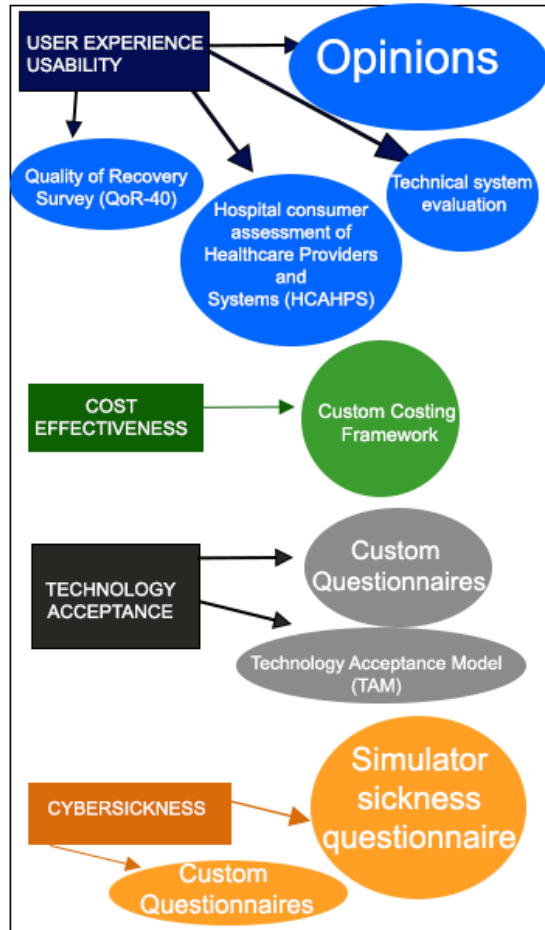 USER EXPERIENCE
USABILITY
Opinions
Quality of Recovery
Survey (QoR-40)
Technical system
evaluation
Hospital consumer
assessment of
Healthcare Providers
and
Systems (HCAHPS)
COST
EFFECTIVENESS
Custom Costing
Framework
TECHNOLOGY
ACCEPTANCE
Custom
Questionnaires
Technology Acceptance Model
(TAM)
CYBERSICKNESS
Simulator
sickness
questionnaire
Custom
Questionnaires